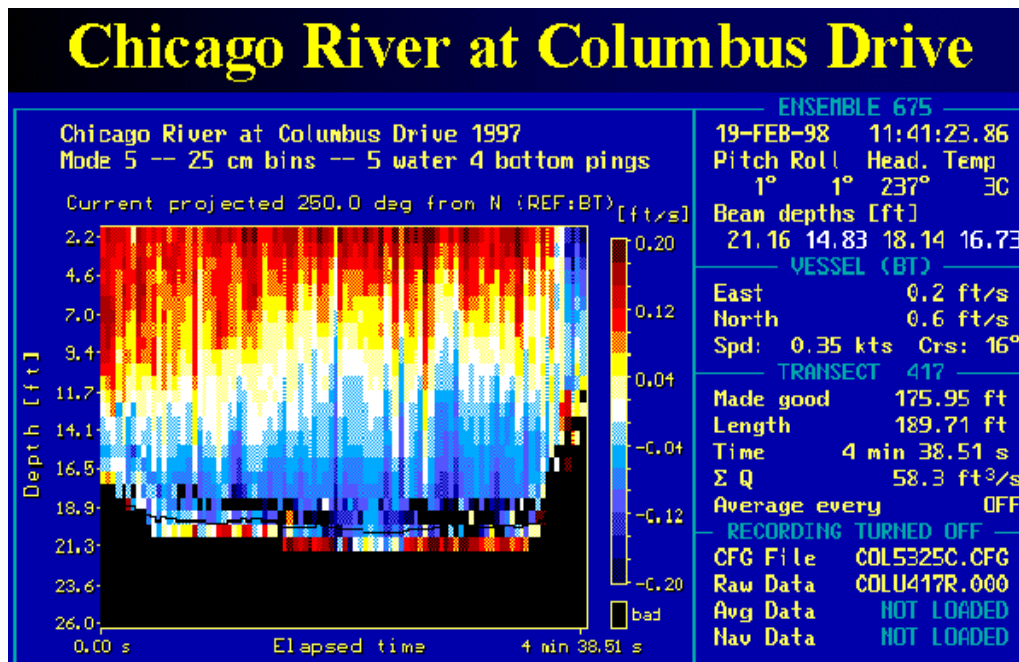 Chicago River at Columbus Drive
Chicago River at Columbus Drive 1997
Mode 5 -- 25 cm bins -- 5 water 4 bottom pings
Current projected 250.0 deg from N (REF:BT)
[ft/s]
0.20
0.12
0.04
-0.04
-0.12
-0.20
bad
Depth [ft]
2.2
4.6
7.0
9.4
11.7
14.1
16.5
18.9
21.3
23.6
26.0
0.00 s
Elapsed time
4 min 38.51 s
ENSEMBLE 675
19-FEB-98 11:41:23.86
Pitch Roll Head. Temp
1° 1° 237° 3C
Beam depths [ft]
21.16 14.83 18.14 16.73
VESSEL (BT)
East 0.2 ft/s
North 0.6 ft/s
Spd: 0.35 kts Crs: 16°
TRANSECT 417
Made good 175.95 ft
Length 189.71 ft
Time 4 min 38.51 s
Σ Q 58.3 ft³/s
Average every OFF
RECORDING TURNED OFF
CFG File COL5325C.CFG
Raw Data COLU417R.000
Avg Data NOT LOADED
Nav Data NOT LOADED